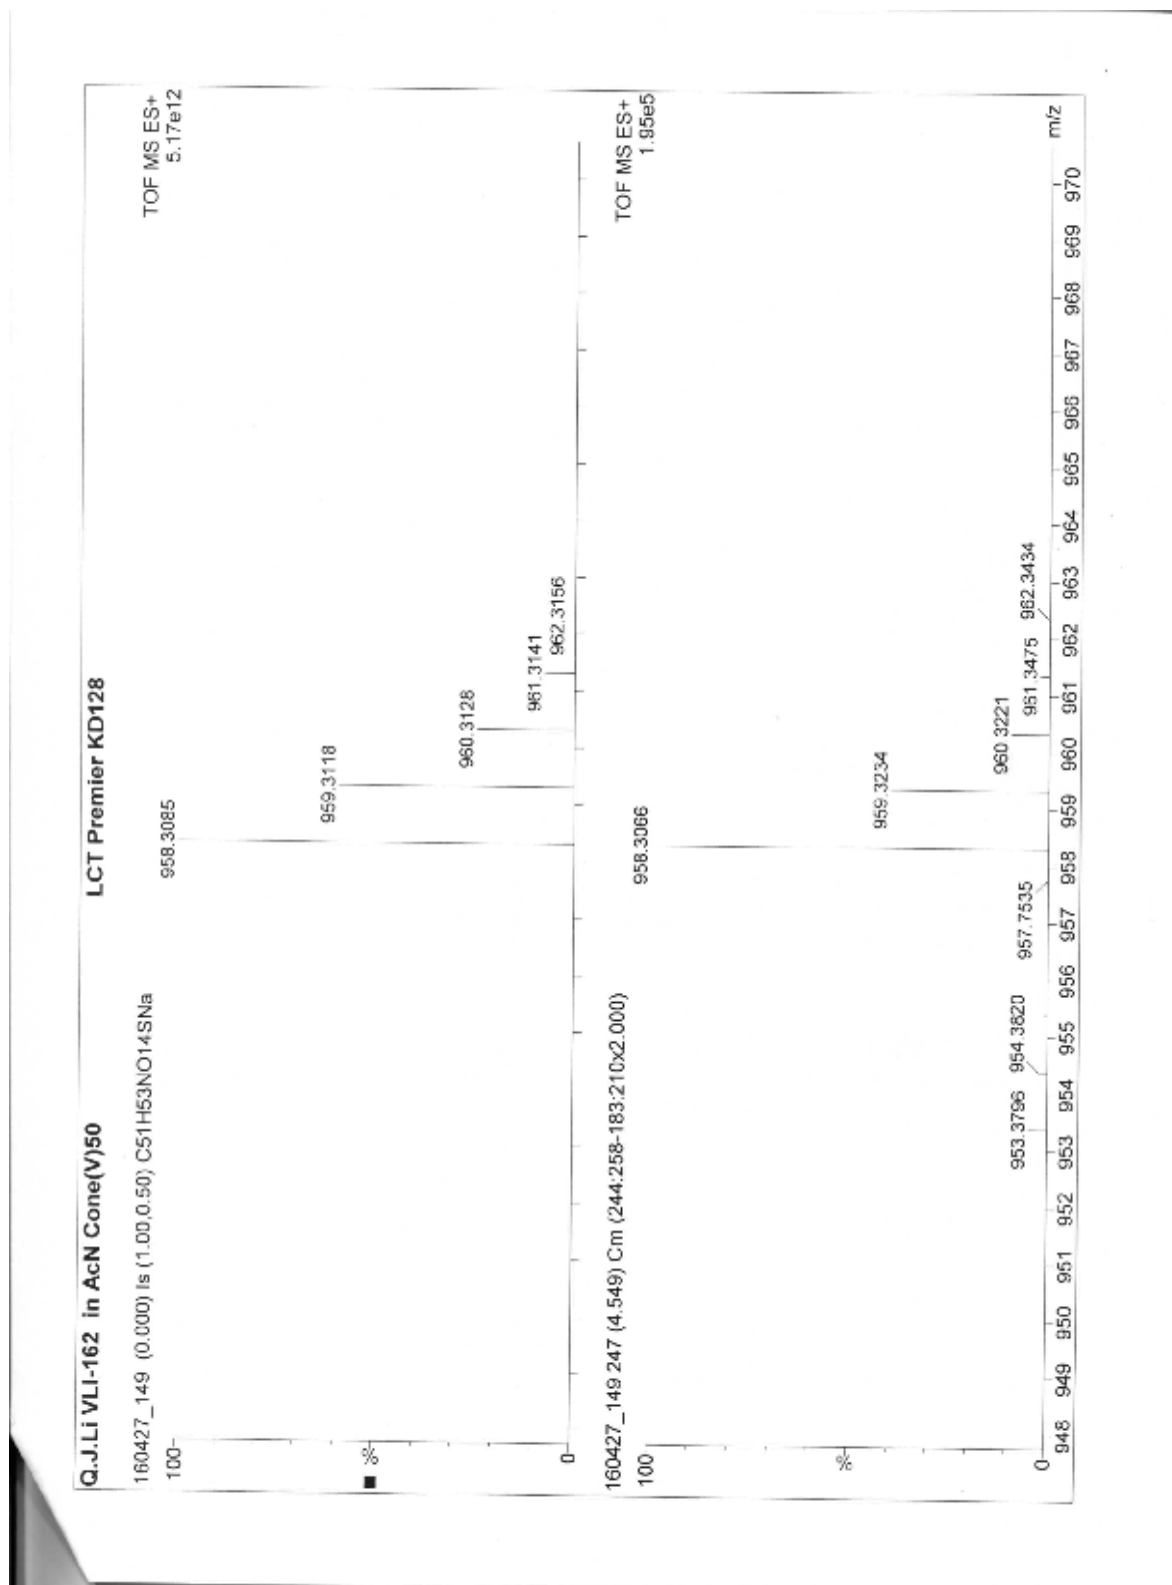 Q.J.Li VLI-162 in AcN Cone(V)50 LCT Premier KD128
160427_149 (0.000) Is (1.00,0.50) C51H53NO14SNa
TOF MS ES+
5.17e12
100
%
0
958.3085
959.3118
960.3128
961.3141
962.3156
160427_149 247 (4.549) Cm (244:258-183:210x2.000)
TOF MS ES+
1.95e5
100
%
0
953.3796
954.3820
957.7535
958.3066
959.3234
960.3221
961.3475
962.3434
948 949 950 951 952 953 954 955 956 957 958 959 960 961 962 963 964 965 966 967 968 969 970
m/z